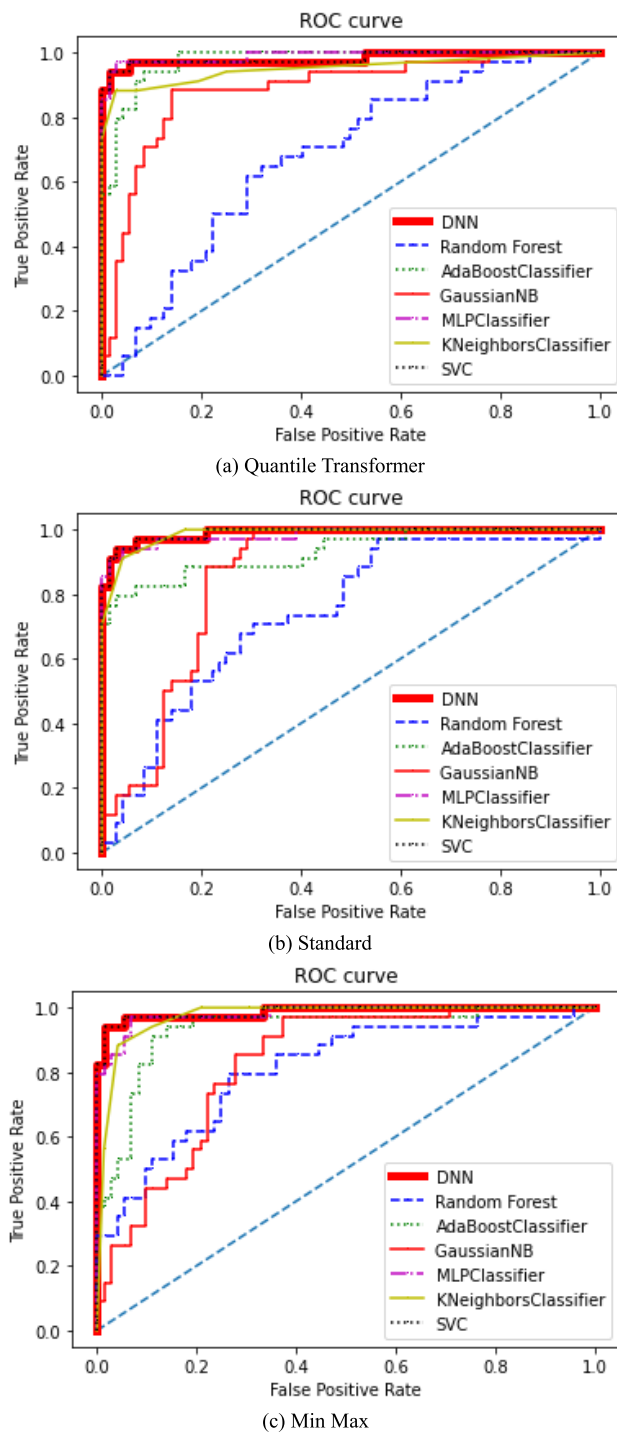 ROC curve
1.0
0.8
0.6
0.4
0.2
0.0
True Positive Rate
DNN
Random Forest
AdaBoostClassifier
GaussianNB
MLPClassifier
KNeighborsClassifier
SVC
0.0 0.2 0.4 0.6 0.8 1.0
False Positive Rate
(a) Quantile Transformer
ROC curve
1.0
0.8
0.6
0.4
0.2
0.0
True Positive Rate
DNN
Random Forest
AdaBoostClassifier
GaussianNB
MLPClassifier
KNeighborsClassifier
SVC
0.0 0.2 0.4 0.6 0.8 1.0
False Positive Rate
(b) Standard
ROC curve
1.0
0.8
0.6
0.4
0.2
0.0
True Positive Rate
DNN
Random Forest
AdaBoostClassifier
GaussianNB
MLPClassifier
KNeighborsClassifier
SVC
0.0 0.2 0.4 0.6 0.8 1.0
False Positive Rate
(c) Min Max